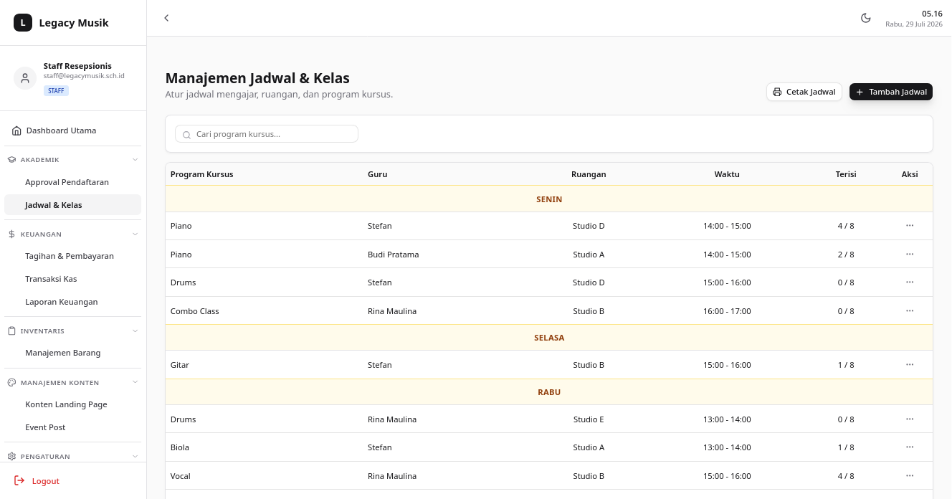 L Legacy Musik
05.16
Rabu, 29 Juli 2026
Staff Resepsionis
staff@legacymusik.sch.id
STAFF
Dashboard Utama
AKADEMIK
Approval Pendaftaran
Jadwal & Kelas
KEUANGAN
Tagihan & Pembayaran
Transaksi Kas
Laporan Keuangan
INVENTARIS
Manajemen Barang
MANAJEMEN KONTEN
Konten Landing Page
Event Post
PENGATURAN
Logout
Manajemen Jadwal & Kelas
Atur jadwal mengajar, ruangan, dan program kursus.
Cetak Jadwal
+ Tambah Jadwal
Cari program kursus...
Program Kursus Guru Ruangan Waktu Terisi Aksi
SENIN
Piano Stefan Studio D 14:00 - 15:00 4 / 8 ...
Piano Budi Pratama Studio A 14:00 - 15:00 2 / 8 ...
Drums Stefan Studio D 15:00 - 16:00 0 / 8 ...
Combo Class Rina Maulina Studio B 16:00 - 17:00 0 / 8 ...
SELASA
Gitar Stefan Studio B 15:00 - 16:00 1 / 8 ...
RABU
Drums Rina Maulina Studio E 13:00 - 14:00 0 / 8 ...
Biola Stefan Studio A 13:00 - 14:00 1 / 8 ...
Vocal Rina Maulina Studio B 15:00 - 16:00 4 / 8 ...